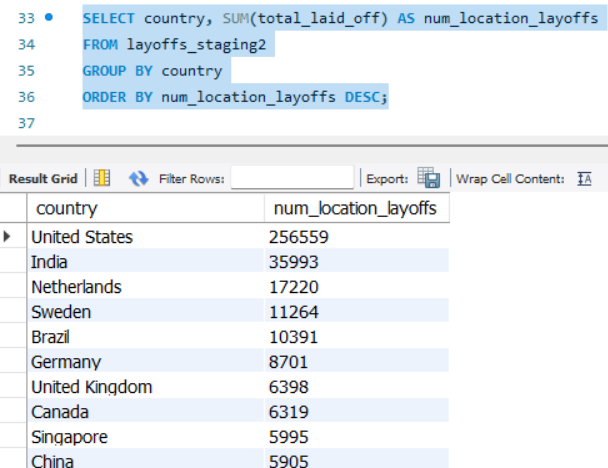 33 SELECT country, SUM(total_laid_off) AS num_location_layoffs
34 FROM layoffs_staging2
35 GROUP BY country
36 ORDER BY num_location_layoffs DESC;
37
Result Grid Filter Rows: Export: Wrap Cell Content: IA
country num_location_layoffs
United States 256559
India 35993
Netherlands 17220
Sweden 11264
Brazil 10391
Germany 8701
United Kingdom 6398
Canada 6319
Singapore 5995
China 5905